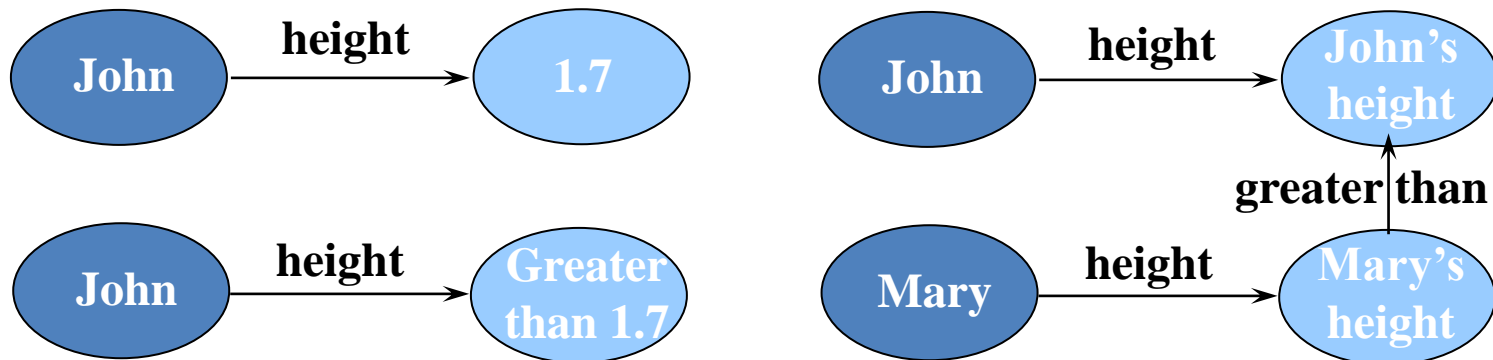 John
height
1.7
John
height
Greater
than 1.7
John
height
John’s
height
greater than
Mary
height
Mary’s
height